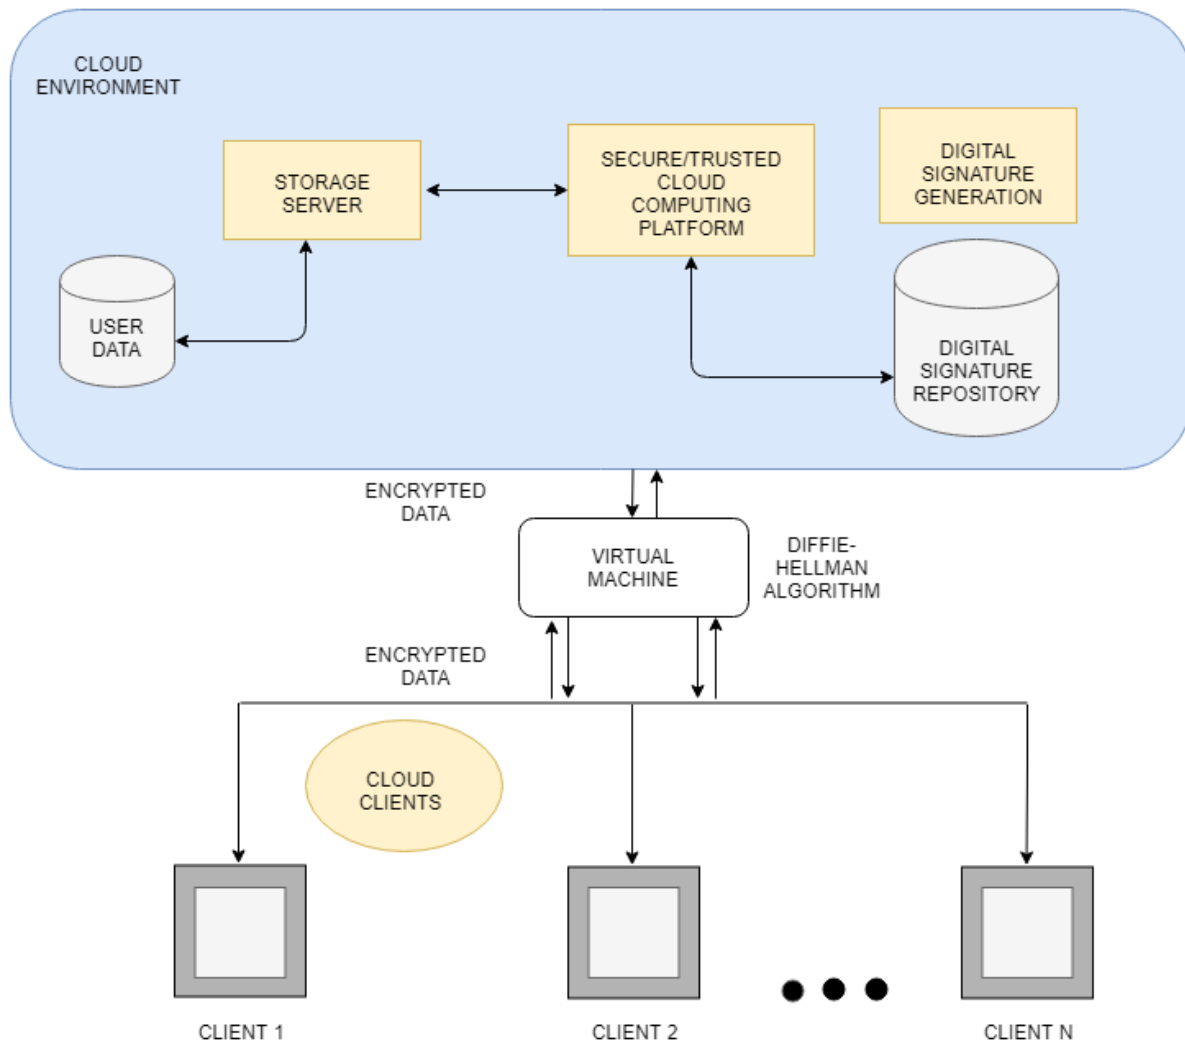 CLOUD
ENVIRONMENT
STORAGE
SERVER
SECURE/TRUSTED
CLOUD
COMPUTING
PLATFORM
DIGITAL
SIGNATURE
GENERATION
USER
DATA
DIGITAL
SIGNATURE
REPOSITORY
ENCRYPTED
DATA
VIRTUAL
MACHINE
DIFFIE-
HELLMAN
ALGORITHM
ENCRYPTED
DATA
CLOUD
CLIENTS
CLIENT 1
CLIENT 2
CLIENT N